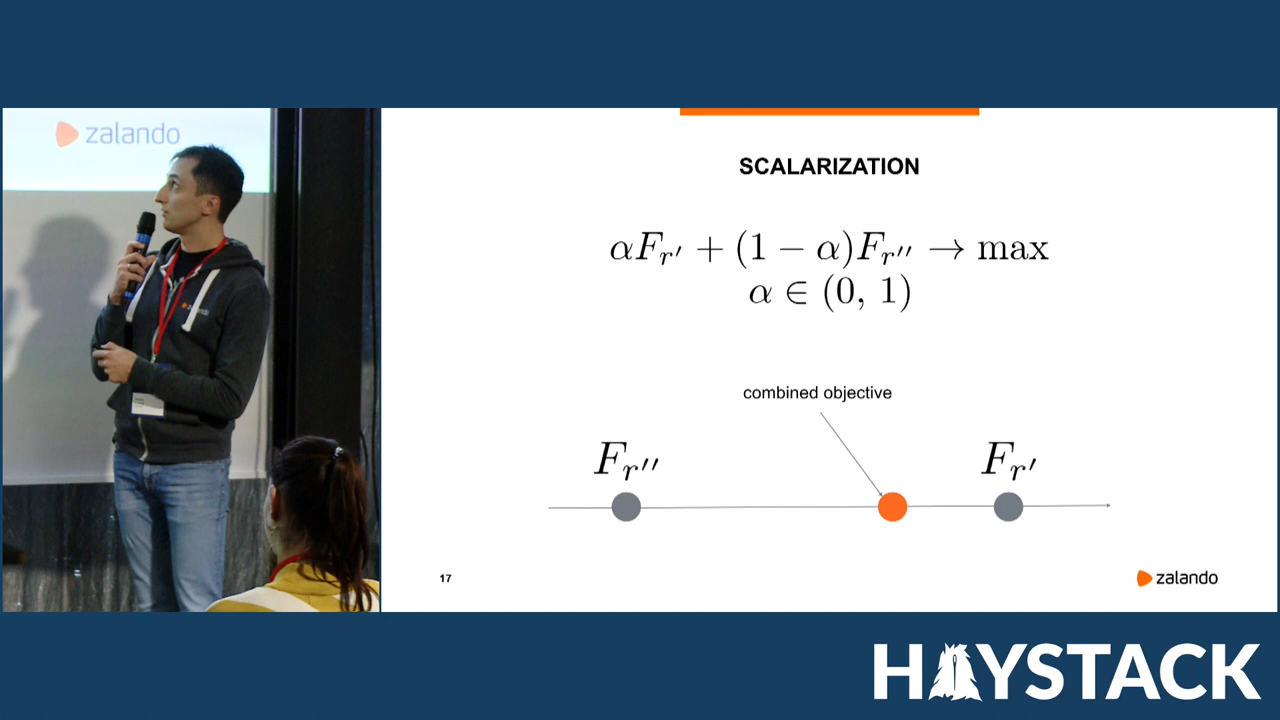 zalando
SCALARIZATION
αF_{r′} + (1 − α)F_{r″} → max
α ∈ (0, 1)
combined objective
F_{r″}
F_{r′}
17
zalando
HAYSTACK